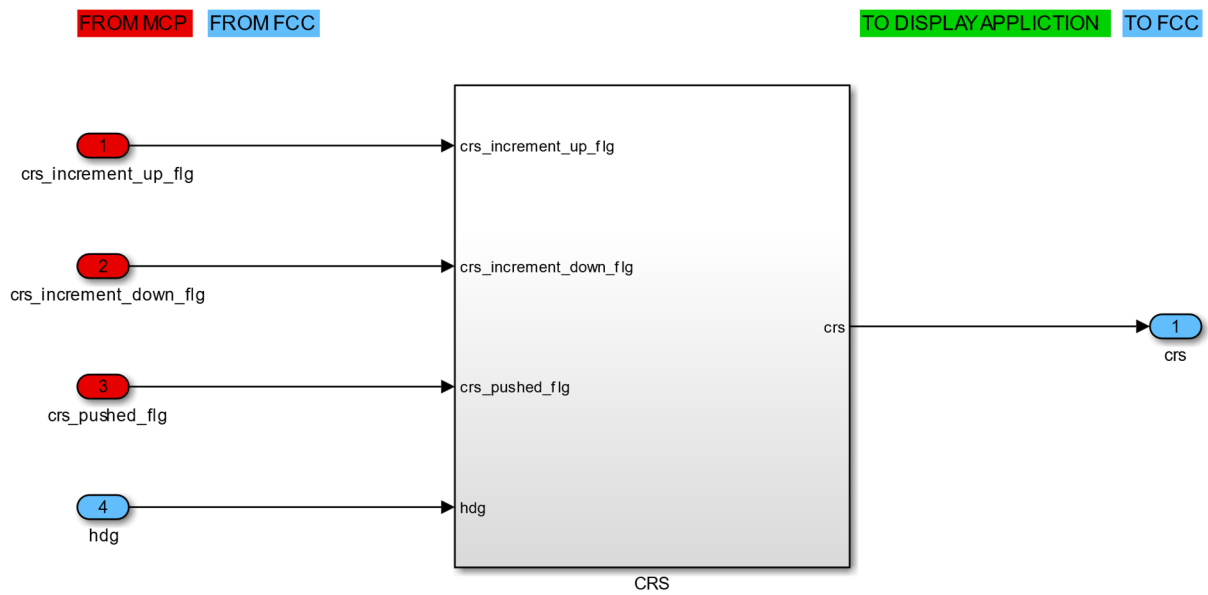 FROM MCP FROM FCC TO DISPLAY APPLICTION TO FCC
1 crs_increment_up_flg
crs_increment_up_flg
2 crs_increment_down_flg
crs_increment_down_flg
crs 1
crs
3 crs_pushed_flg
crs_pushed_flg
4 hdg
hdg
CRS